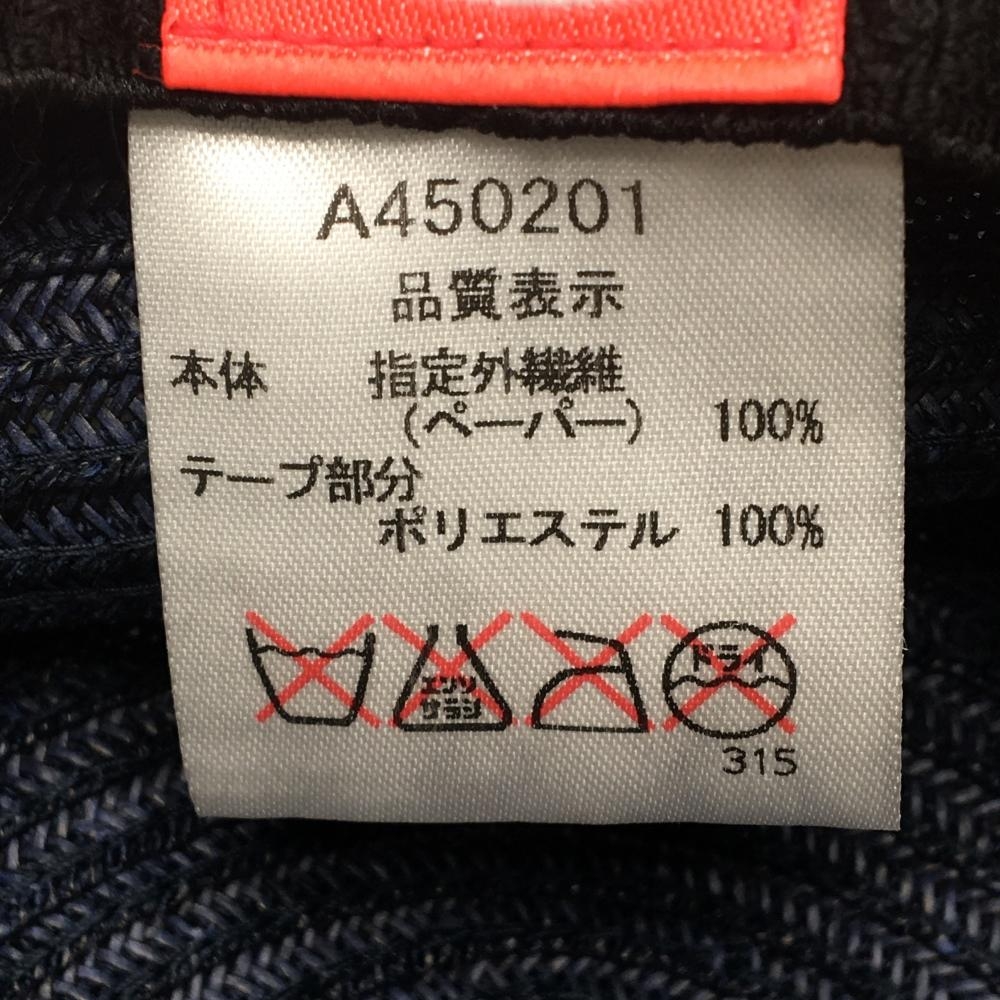 A450201
品質表示
本体 指定外繊維
(ペーパー) 100%
テープ部分
ポリエステル 100%
エンソ
サラシ
ドライ
315